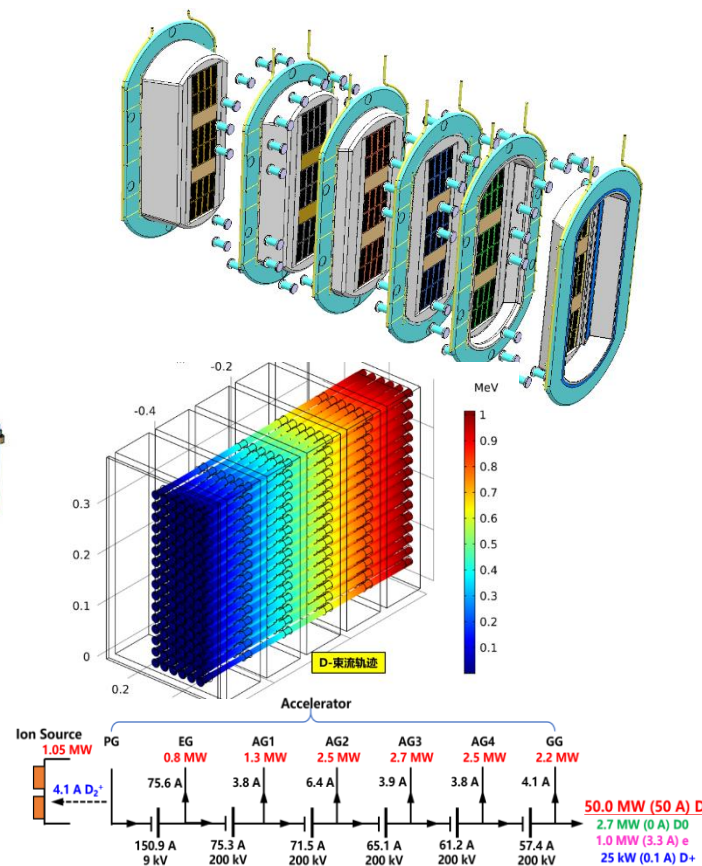 -0.2
-0.4
MeV
1
0.9
0.8
0.7
0.6
0.5
0.4
0.3
0.2
0.1
0.3
0.2
0.1
0
0.2
D-束流轨迹
Accelerator
Ion Source
PG EG AG1 AG2 AG3 AG4 GG
1.05 MW 0.8 MW 1.3 MW 2.5 MW 2.7 MW 2.5 MW 2.2 MW
4.1 A D₂⁺
75.6 A 3.8 A 6.4 A 3.9 A 3.8 A 4.1 A
50.0 MW (50 A) D
2.7 MW (0 A) D0
1.0 MW (3.3 A) e
25 kW (0.1 A) D+
150.9 A 75.3 A 71.5 A 65.1 A 61.2 A 57.4 A
9 kV 200 kV 200 kV 200 kV 200 kV 200 kV